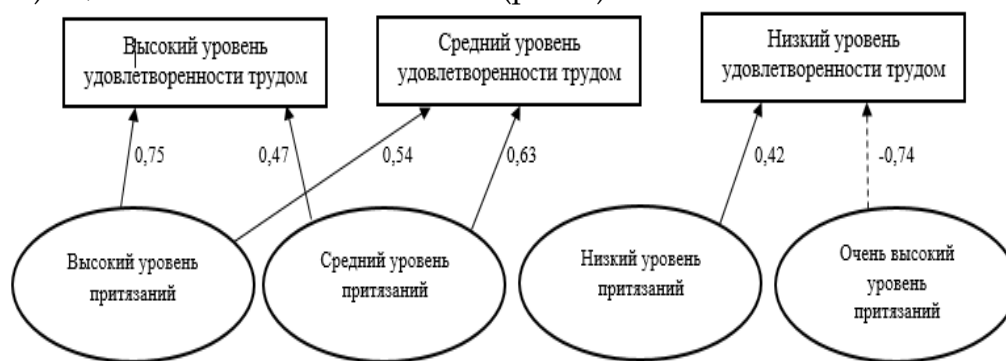 Высокий уровень
удовлетворенности трудом
Средний уровень
удовлетворенности трудом
Низкий уровень
удовлетворенности трудом
0,75
0,47
0,54
0,63
0,42
-0,74
Высокий уровень
притязаний
Средний уровень
притязаний
Низкий уровень
притязаний
Очень высокий
уровень
притязаний